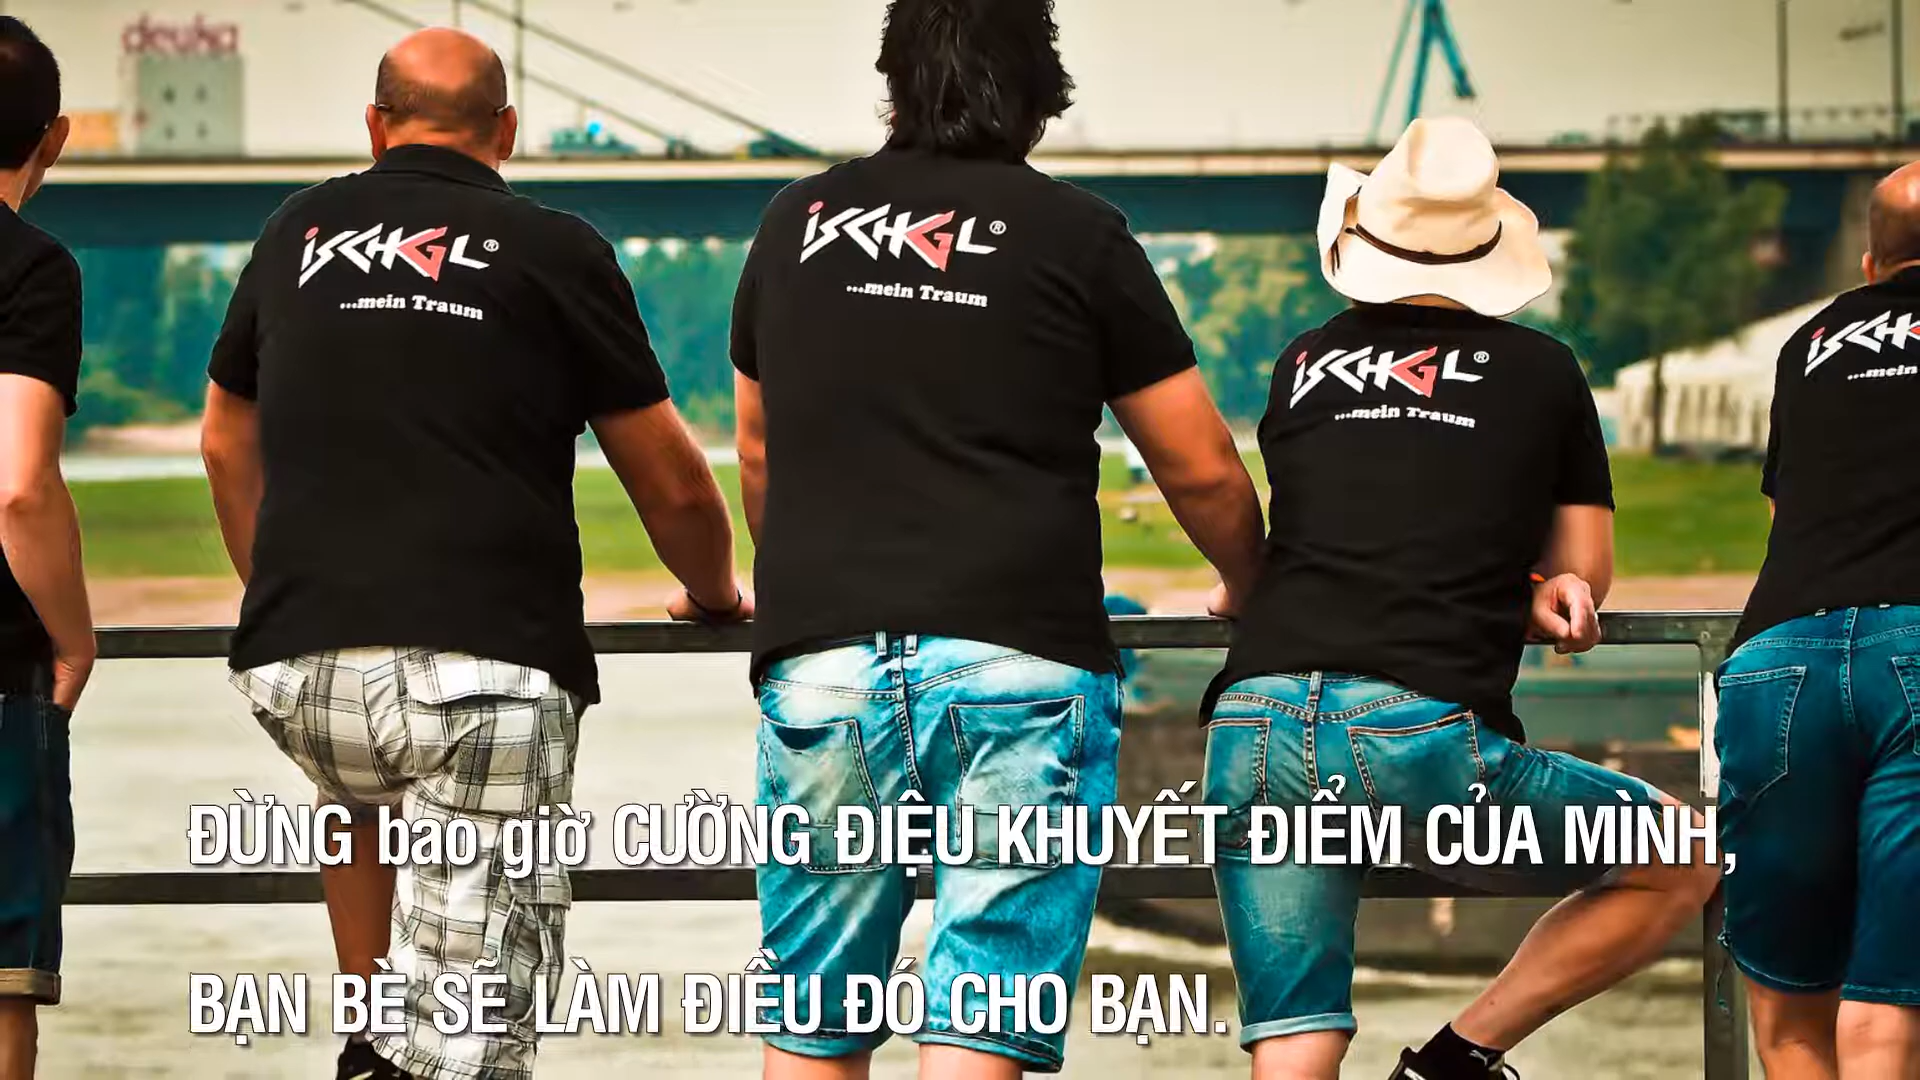 deuka
iSCHGL®
...mein Traum
iSCHGL®
...mein Traum
iSCHGL®
...mein Traum
...mein
ĐỪNG bao giờ CƯỜNG ĐIỆU KHUYẾT ĐIỂM CỦA MÌNH,
BẠN BÈ SẼ LÀM ĐIỀU ĐÓ CHO BẠN.